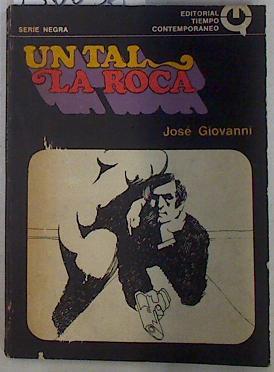 SERIE NEGRA
EDITORIAL
TIEMPO
CONTEMPORANEO
UN TAL
LA ROCA
José Giovanni